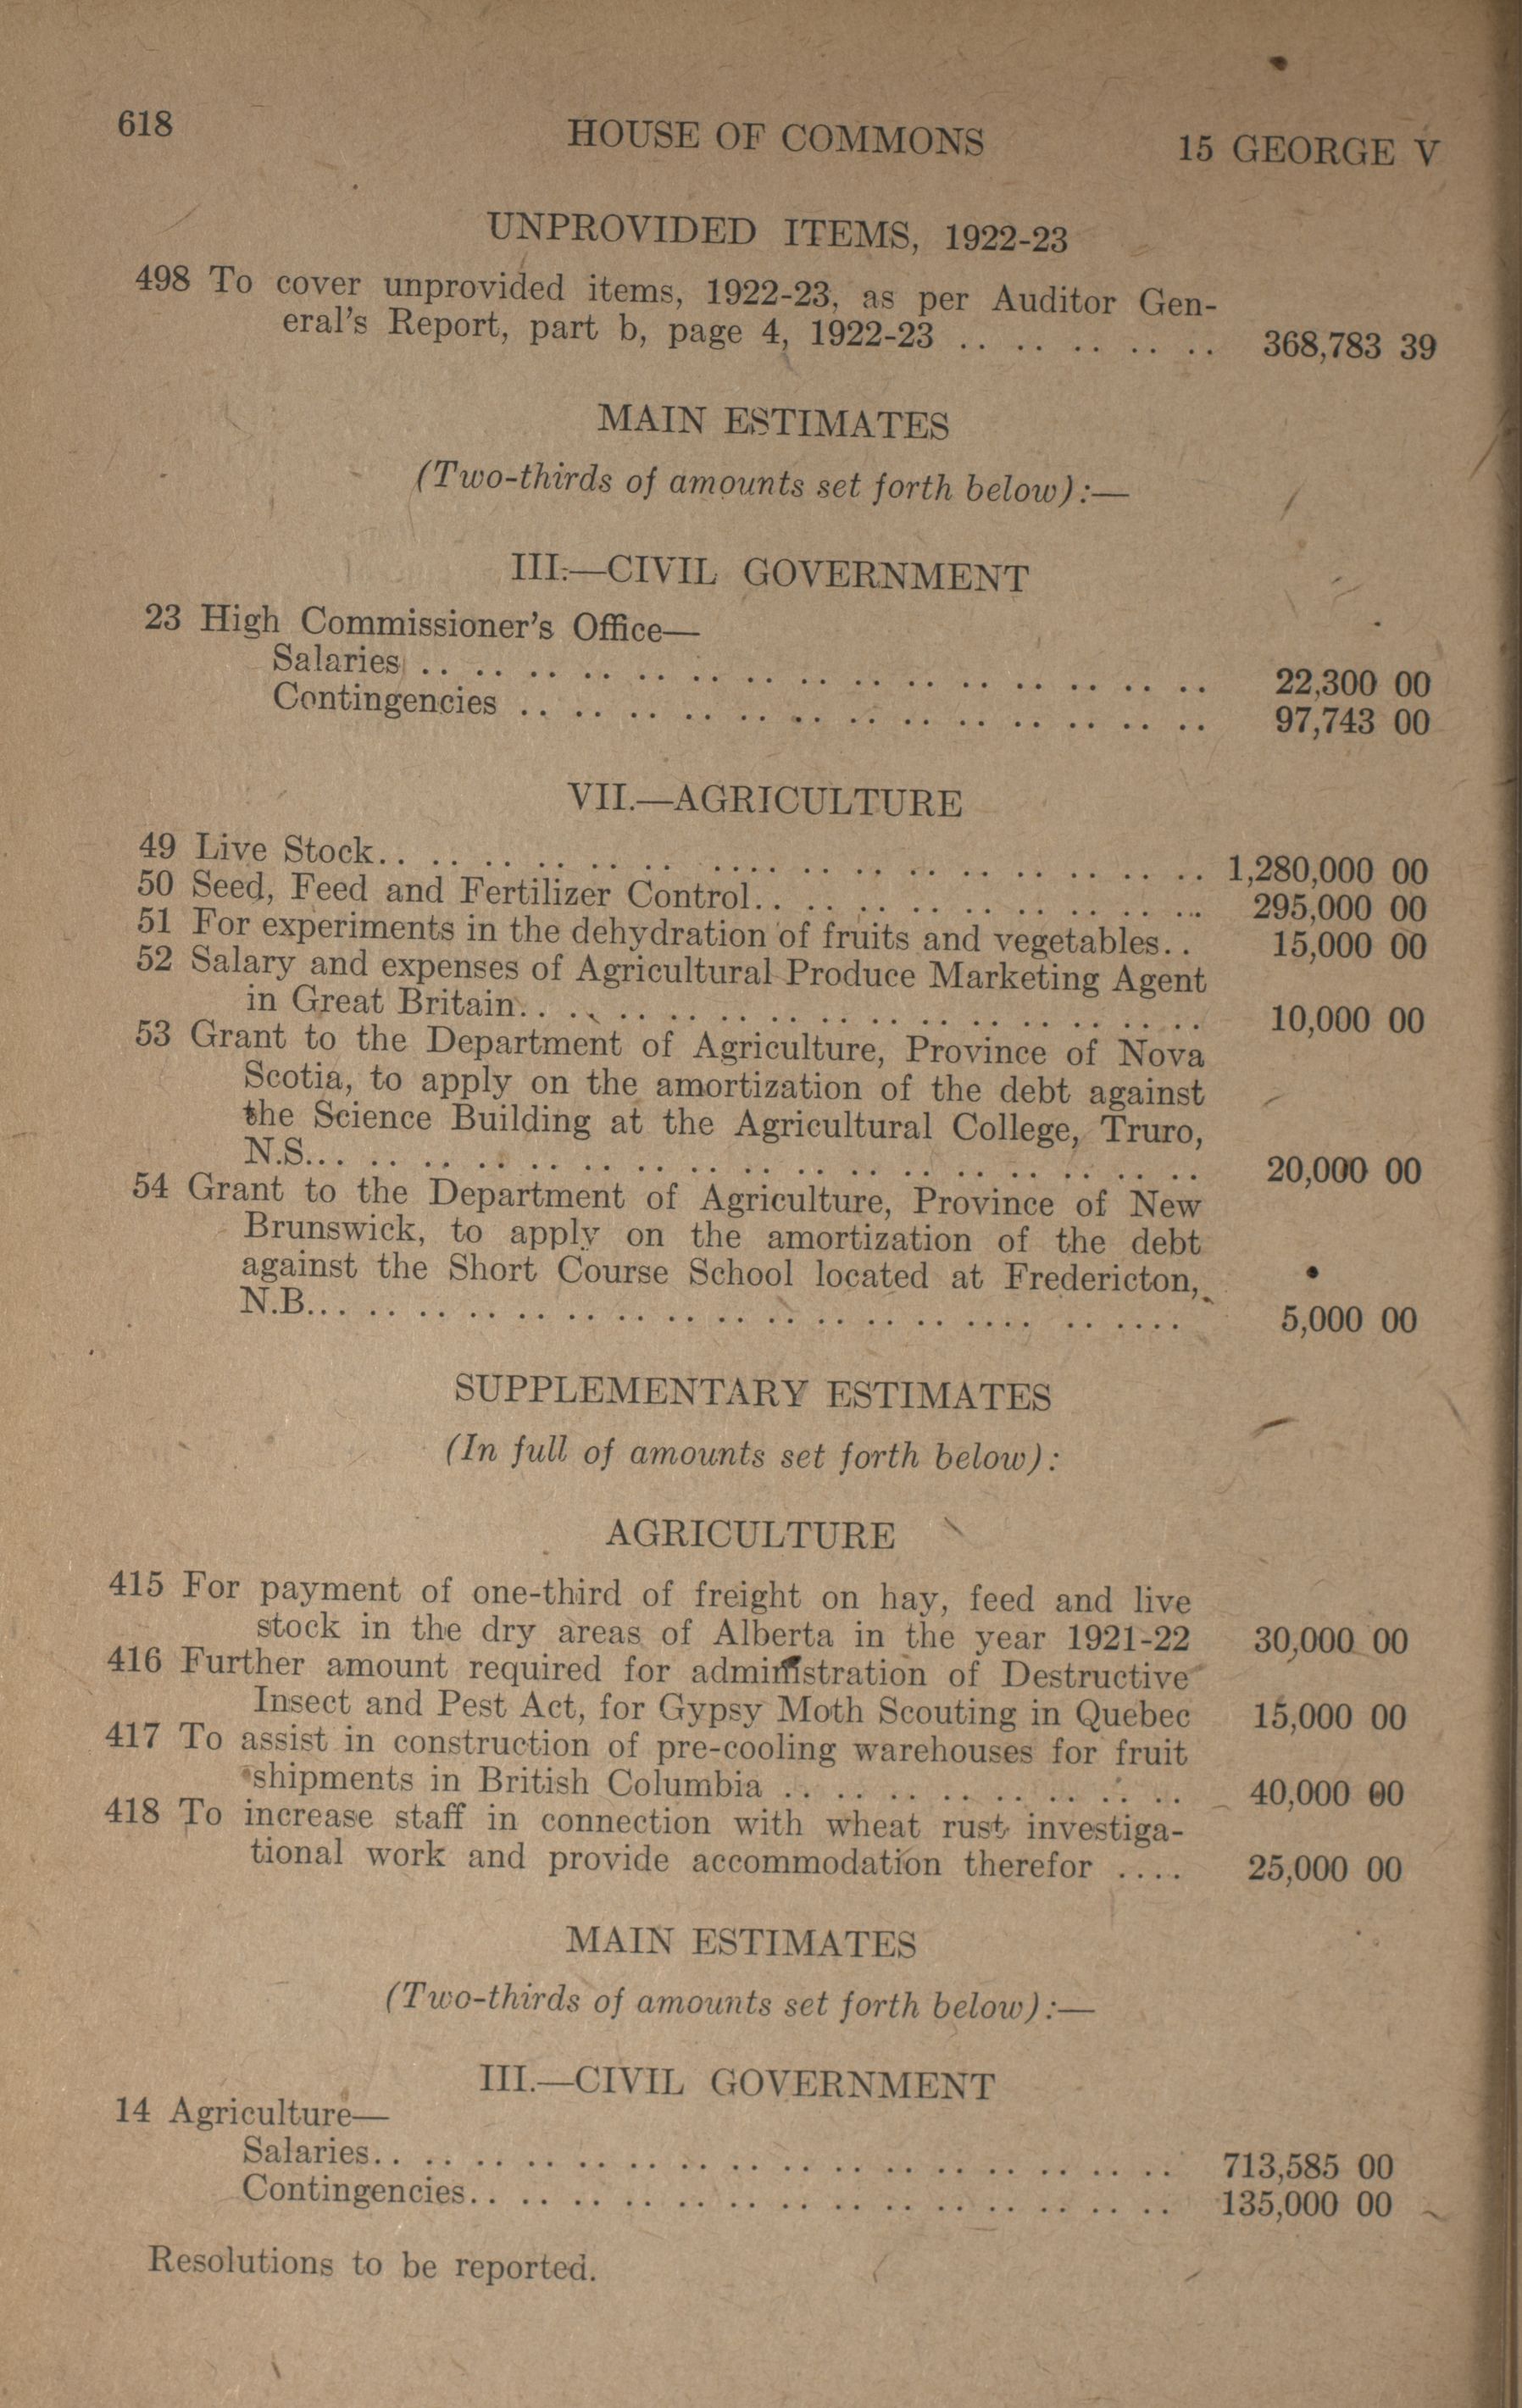 618
HOUSE OF COMMONS
15 GEORGE V
UNPROVIDED ITEMS, 1922-23
498 To cover unprovided items, 1922-23, as per Auditor Gen-
eral's Report, part b, page 4, 1922-23 .. .. .. .. .. 368,783 39
MAIN ESTIMATES
(Two-thirds of amounts set forth below):—
III.—CIVIL GOVERNMENT
23 High Commissioner's Office—
Salaries .. .. .. .. .. .. .. .. .. .. .. .. .. .. .. 22,300 00
Contingencies .. .. .. .. .. .. .. .. .. .. .. .. .. 97,743 00
VII.—AGRICULTURE
49 Live Stock.. .. .. .. .. .. .. .. .. .. .. .. .. .. .. .. 1,280,000 00
50 Seed, Feed and Fertilizer Control.. .. .. .. .. .. .. .. .. 295,000 00
51 For experiments in the dehydration of fruits and vegetables.. 15,000 00
52 Salary and expenses of Agricultural Produce Marketing Agent
in Great Britain.. .. .. .. .. .. .. .. .. .. .. .. .. .. 10,000 00
53 Grant to the Department of Agriculture, Province of Nova
Scotia, to apply on the amortization of the debt against
the Science Building at the Agricultural College, Truro,
N.S... .. .. .. .. .. .. .. .. .. .. .. .. .. .. .. .. 20,000 00
54 Grant to the Department of Agriculture, Province of New
Brunswick, to apply on the amortization of the debt
against the Short Course School located at Fredericton,
N.B... .. .. .. .. .. .. .. .. .. .. .. .. .. .... .. .... 5,000 00
SUPPLEMENTARY ESTIMATES
(In full of amounts set forth below):
AGRICULTURE
415 For payment of one-third of freight on hay, feed and live
stock in the dry areas of Alberta in the year 1921-22 30,000 00
416 Further amount required for administration of Destructive
Insect and Pest Act, for Gypsy Moth Scouting in Quebec 15,000 00
417 To assist in construction of pre-cooling warehouses for fruit
shipments in British Columbia .. .. .. .. .. .. .. .. 40,000 00
418 To increase staff in connection with wheat rust investiga-
tional work and provide accommodation therefor .... 25,000 00
MAIN ESTIMATES
(Two-thirds of amounts set forth below):—
III.—CIVIL GOVERNMENT
14 Agriculture—
Salaries.. .. .. .. .. .. .. .. .. .. .. .. .. .. .. .. 713,585 00
Contingencies.. .. .. .. .. .. .. .. .. .. .. .. .. .. 135,000 00
Resolutions to be reported.